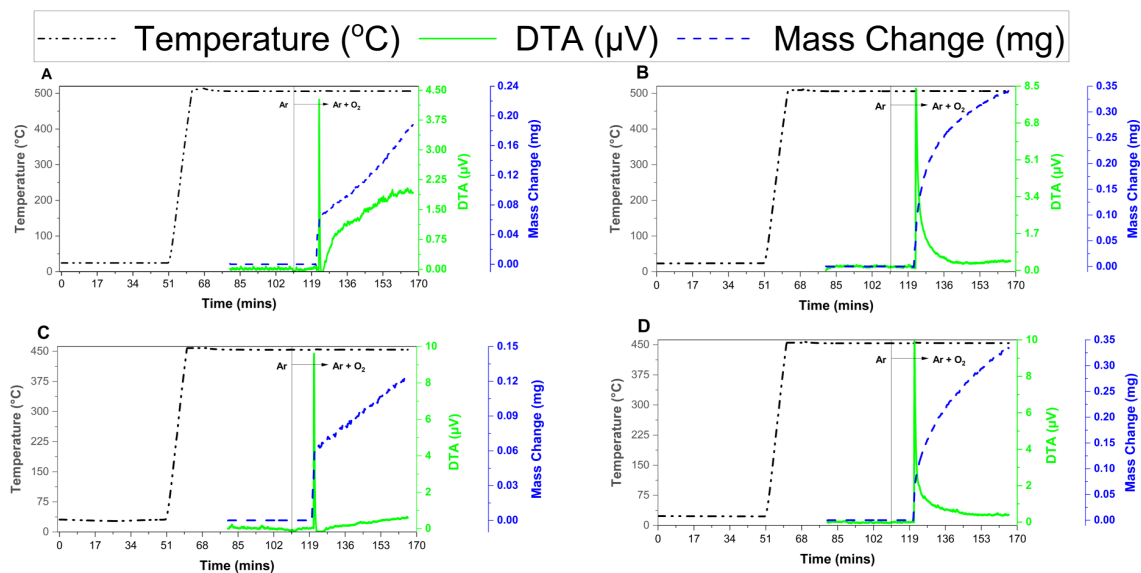 Temperature (°C) DTA (µV) Mass Change (mg)
A
Temperature (°C)
500
400
300
200
100
0
0 17 34 51 68 85 102 119 136 153 170
Time (mins)
Ar Ar + O₂
4.50
3.75
3.00
2.25
1.50
0.75
0.00
DTA (µV)
0.24
0.20
0.16
0.12
0.08
0.04
0.00
Mass Change (mg)
B
Temperature (°C)
500
400
300
200
100
0
0 17 34 51 68 85 102 119 136 153 170
Time (mins)
Ar Ar + O₂
8.5
6.8
5.1
3.4
1.7
0.0
DTA (µV)
0.35
0.30
0.25
0.20
0.15
0.10
0.05
0.00
Mass Change (mg)
C
Temperature (°C)
450
375
300
225
150
75
0
0 17 34 51 68 85 102 119 136 153 170
Time (mins)
Ar Ar + O₂
10
8
6
4
2
0
DTA (µV)
0.15
0.12
0.09
0.06
0.03
0.00
Mass Change (mg)
D
Temperature (°C)
450
375
300
225
150
75
0
0 17 34 51 68 85 102 119 136 153 170
Time (mins)
Ar Ar + O₂
10
8
6
4
2
0
DTA (µV)
0.35
0.30
0.25
0.20
0.15
0.10
0.05
0.00
Mass Change (mg)